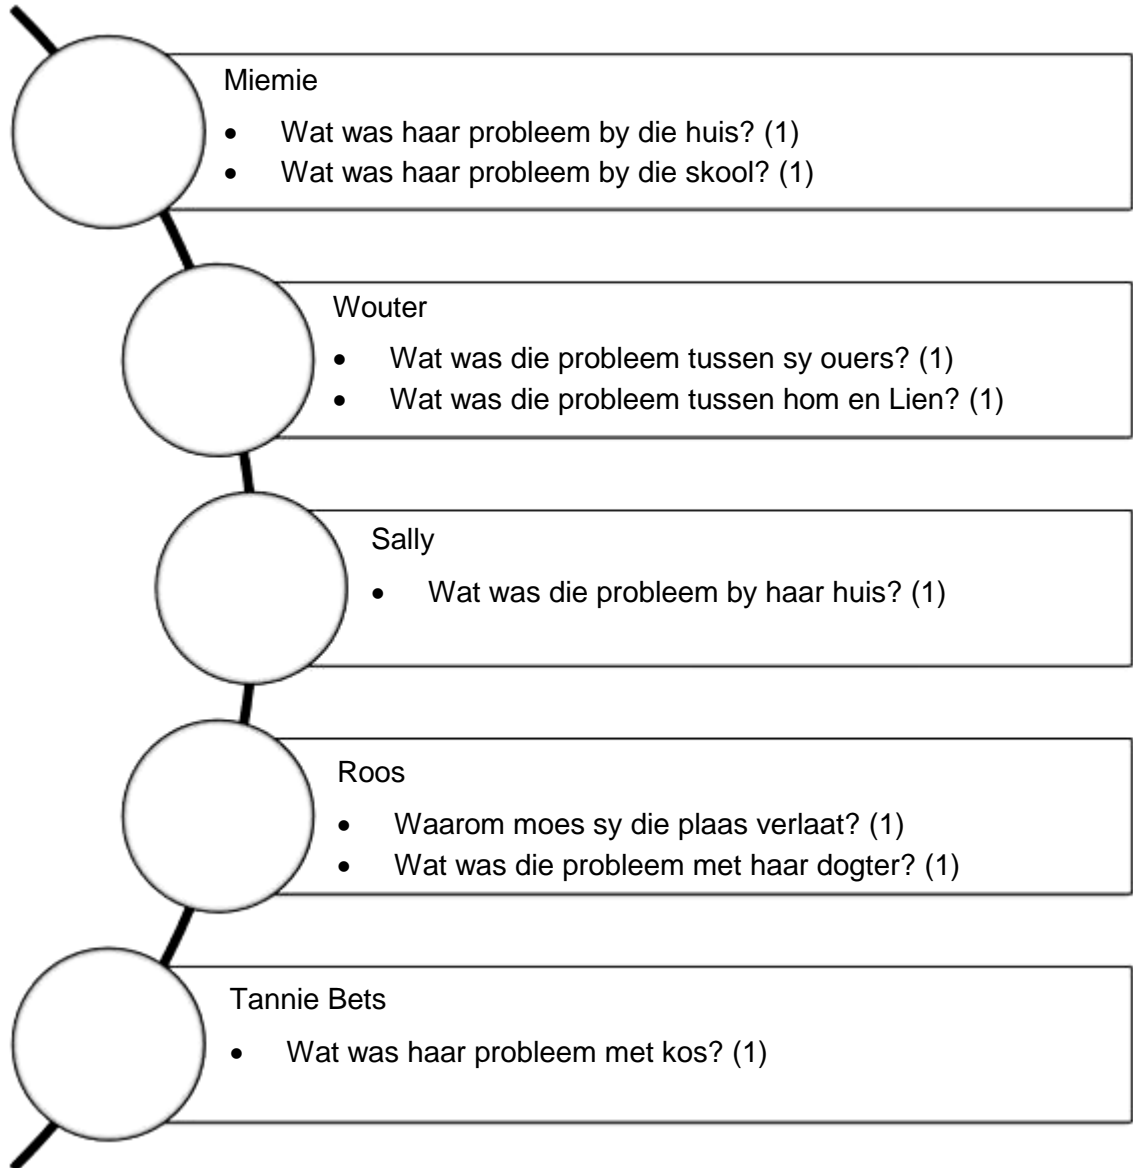 Miemie
• Wat was haar probleem by die huis? (1)
• Wat was haar probleem by die skool? (1)
Wouter
• Wat was die probleem tussen sy ouers? (1)
• Wat was die probleem tussen hom en Lien? (1)
Sally
• Wat was die probleem by haar huis? (1)
Roos
• Waarom moes sy die plaas verlaat? (1)
• Wat was die probleem met haar dogter? (1)
Tannie Bets
• Wat was haar probleem met kos? (1)